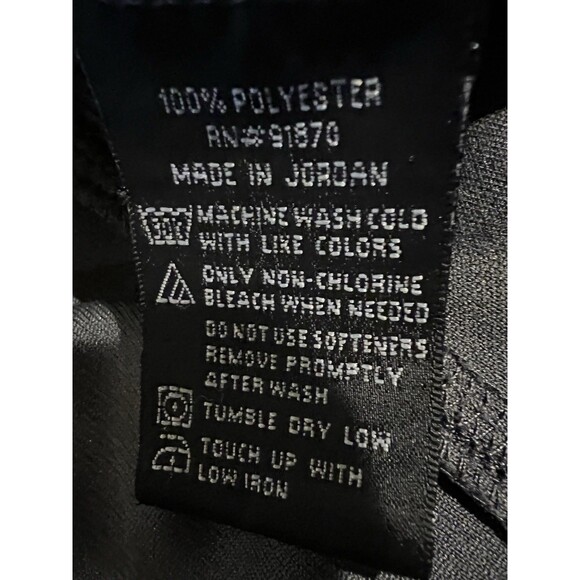 100% POLYESTER
RN#91870
MADE IN JORDAN
30C MACHINE WASH COLD
WITH LIKE COLORS
ONLY NON-CHLORINE
BLEACH WHEN NEEDED
DO NOT USE SOFTENERS
REMOVE PROMPTLY
AFTER WASH
TUMBLE DRY LOW
TOUCH UP WITH
LOW IRON